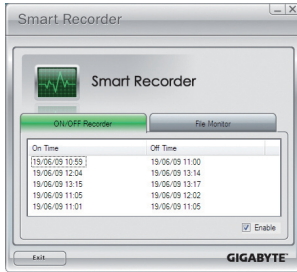 Smart Recorder
Smart Recorder
ON/OFF Recorder File Monitor
On Time Off Time
19/06/09 10:59 19/06/09 11:00
19/06/09 12:04 19/06/09 13:14
19/06/09 13:15 19/06/09 13:17
19/06/09 11:05 19/06/09 12:02
19/06/09 11:01 19/06/09 11:05
Enable
Exit GIGABYTE™